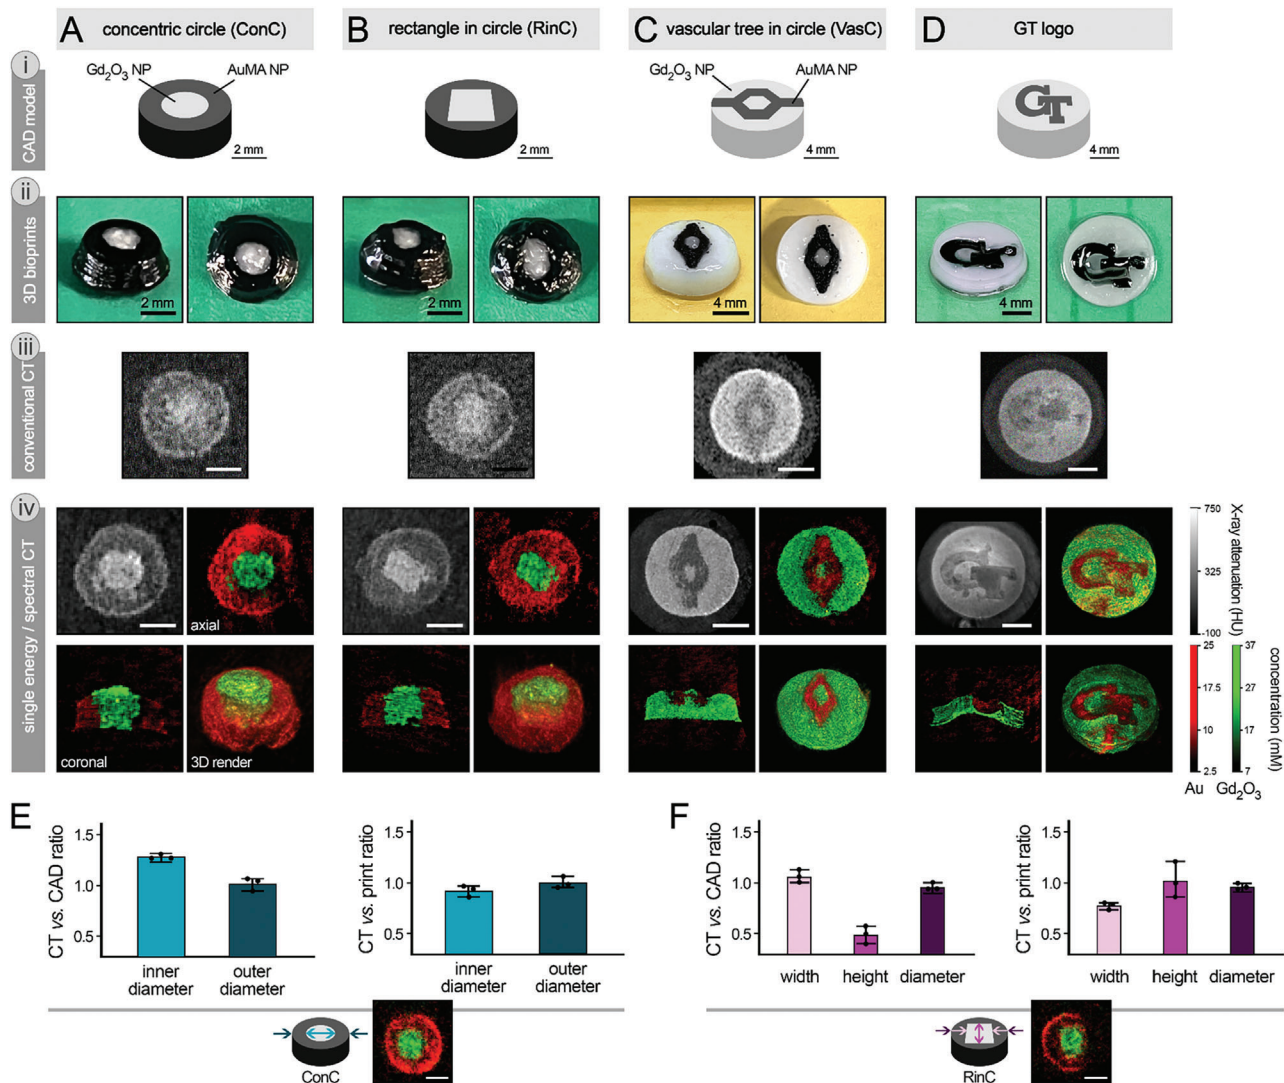 A concentric circle (ConC)
B rectangle in circle (RinC)
C vascular tree in circle (VasC)
D GT logo
i
CAD model
Gd2O3 NP
AuMA NP
2 mm
2 mm
Gd2O3 NP
AuMA NP
4 mm
4 mm
ii
3D bioprints
2 mm
2 mm
4 mm
4 mm
iii
conventional CT
iv
single energy / spectral CT
axial
coronal
3D render
750
325
-100
X-ray attenuation (HU)
25
17.5
10
2.5
Au
37
27
17
7
Gd2O3
concentration (mM)
E
CT vs. CAD ratio
1.5
1.0
0.5
inner
diameter
outer
diameter
CT vs. print ratio
1.5
1.0
0.5
inner
diameter
outer
diameter
ConC
F
CT vs. CAD ratio
1.5
1.0
0.5
width
height
diameter
CT vs. print ratio
1.5
1.0
0.5
width
height
diameter
RinC